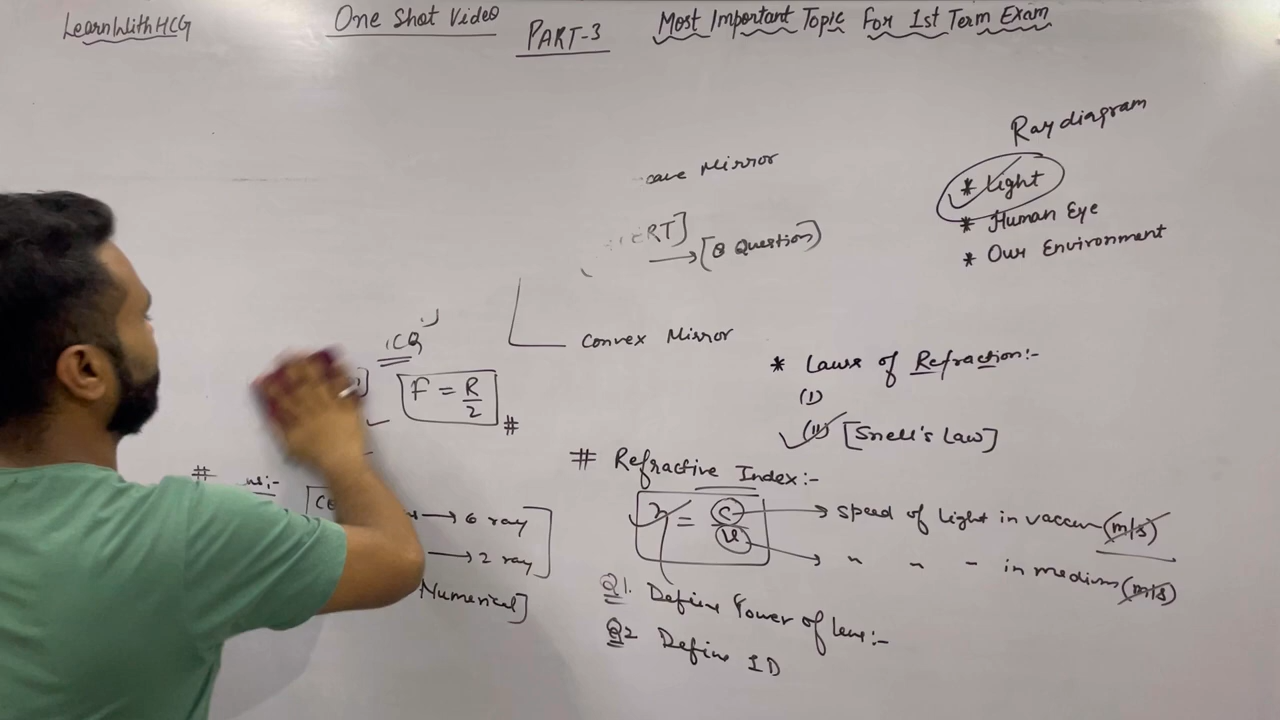 LearnWithHCG
One Shot Video
PART-3
Most Important Topic For 1st Term Exam
Ray diagram
* Light
* Human Eye
* Our Environment
Mirror
ERT]
→ [8 Question]
Convex Mirror
F = R/2
#
* Laws of Refraction:-
(I)
(II) [Snell's Law]
# Refractive Index:-
= c/v
→ speed of light in vaccum (m/s)
→ " " " in medium (m/s)
#
→ 6 ray
→ 2 ray
Numerical]
Q1. Define Power of lens:-
Q2 Define 1D